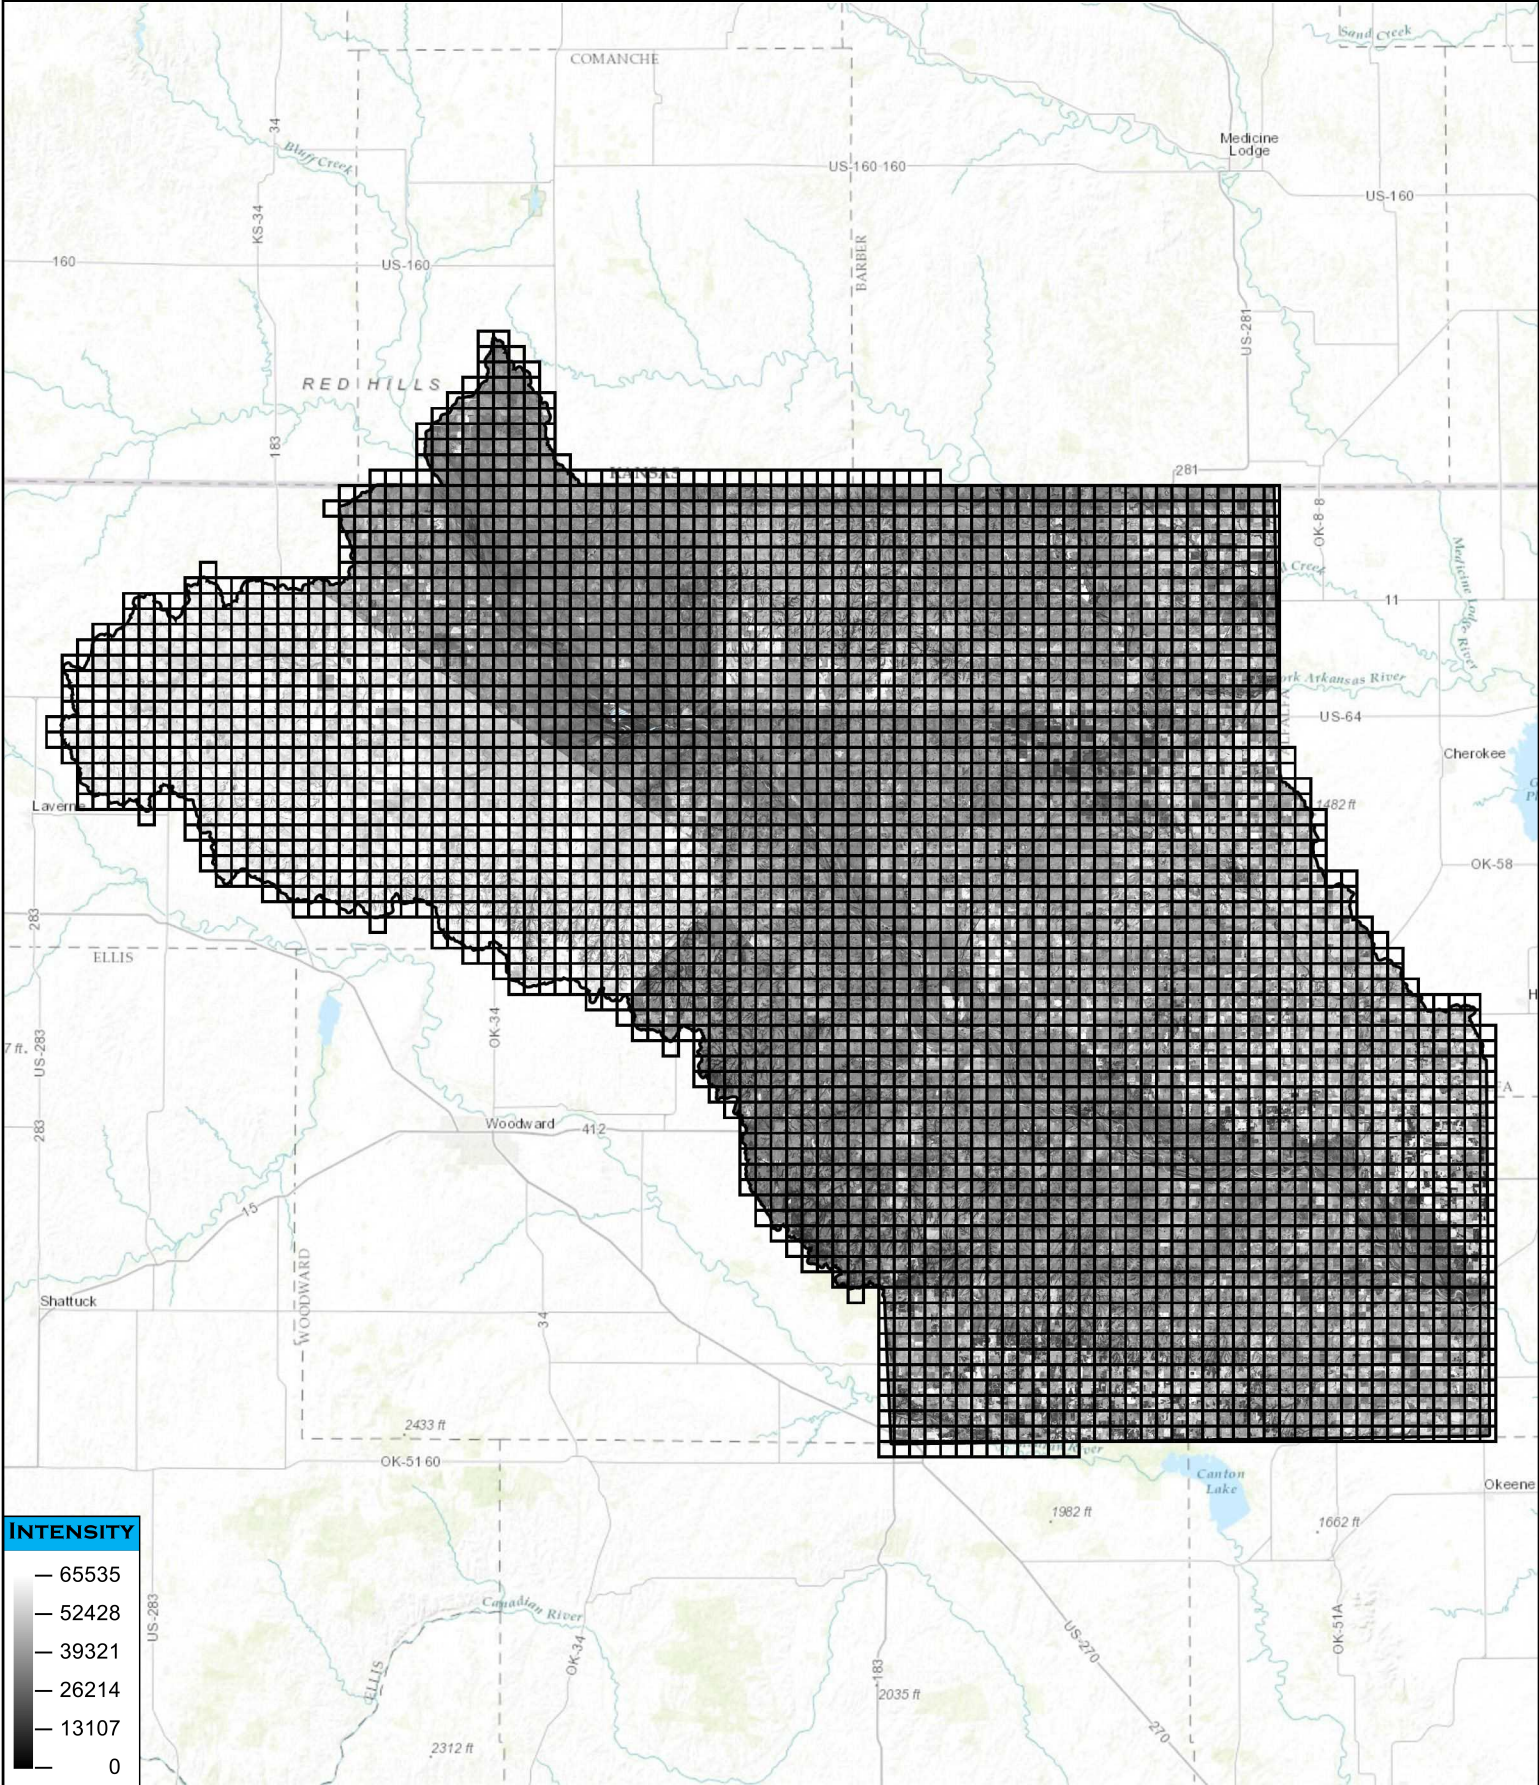 Sand Creek
COMANCHE
34
Medicine
Lodge
Bluff Creek
US-160 160
US-160
KS-34
BARBER
160
US-160
US-281
RED HILLS
183
KANSAS
281
OK-8-8
Creek
Medicine Lodge River
11
Arkansas River
US-64
Cherokee
Laverne
1482 ft
OK-58
283
ELLIS
OK-34
US-283
7 ft
FA
283
Woodward
412
15
WOODWARD
Shattuck
34
2433 ft
OK-51 60
River
Canton
Lake
Okeene
1982 ft
1662 ft
INTENSITY
65535
52428
39321
26214
13107
0
US-283
Canadian River
OK-34
ELLIS
US-270
OK-51A
183
2035 ft
270
2312 ft